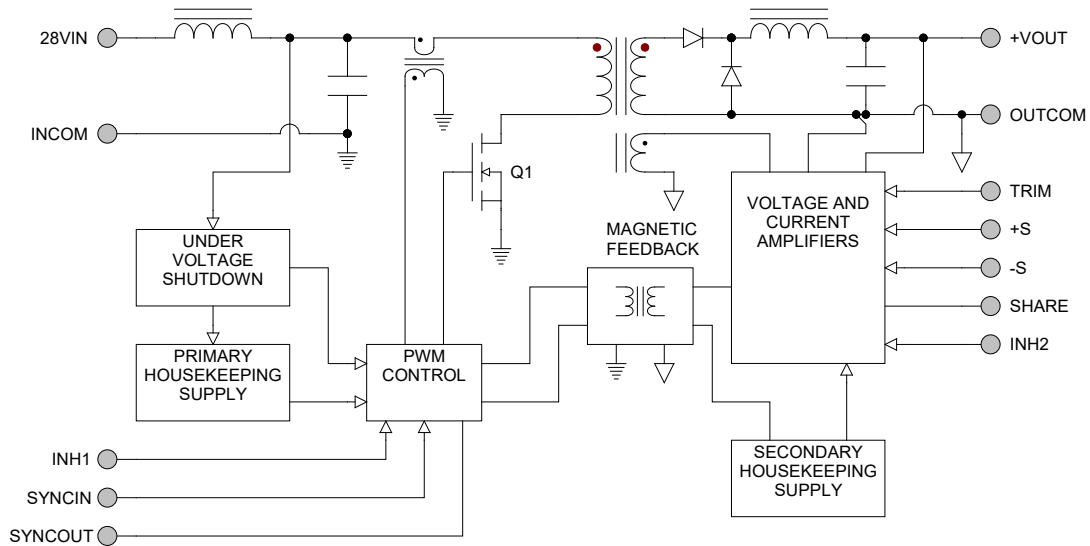 28VIN
+VOUT
INCOM
OUTCOM
Q1
TRIM
VOLTAGE AND
CURRENT
AMPLIFIERS
+S
MAGNETIC
FEEDBACK
UNDER
VOLTAGE
SHUTDOWN
-S
SHARE
INH2
PRIMARY
HOUSEKEEPING
SUPPLY
PWM
CONTROL
INH1
SECONDARY
HOUSEKEEPING
SUPPLY
SYNCIN
SYNCOUT